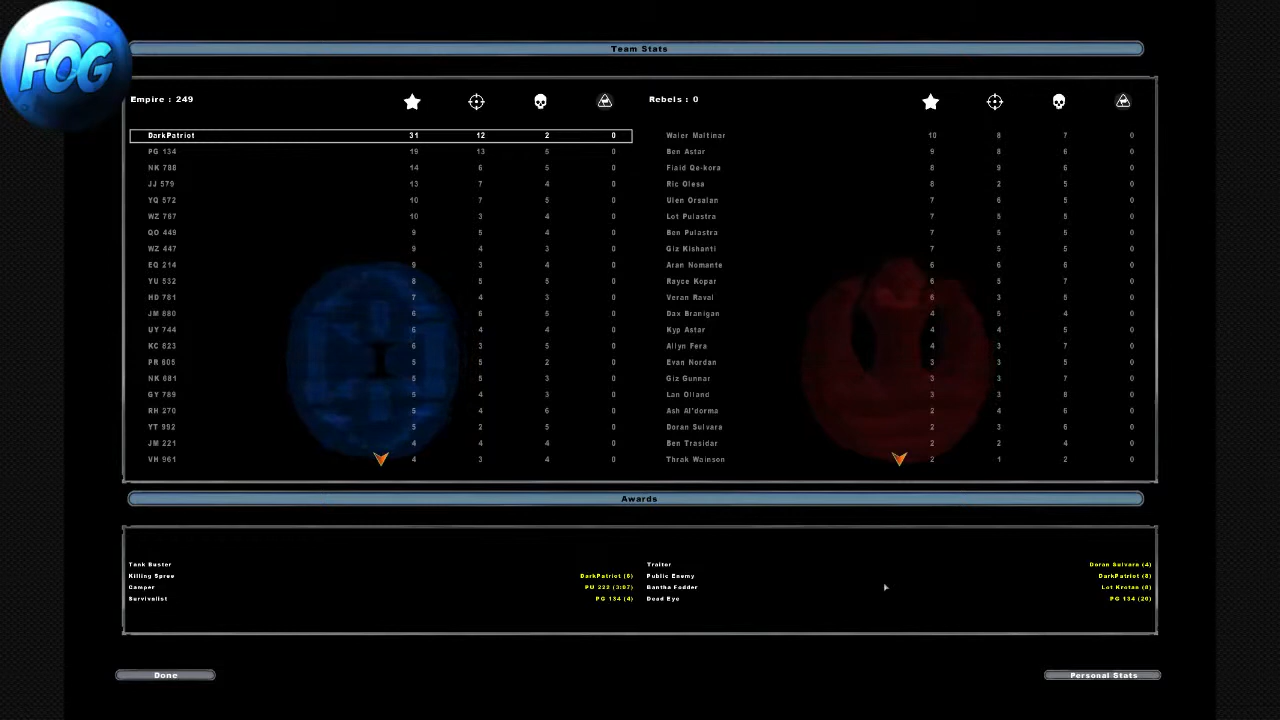 FOG
Team Stats
Empire : 249
Rebels : 0
DarkPatriot 31 12 2 0
Waler Maltinar 10 8 7 0
PG 134 19 13 6 0
Ben Astar 9 8 6 0
NK 788 14 6 5 0
Fiaid Qe-kora 8 9 6 0
JJ 579 13 7 4 0
Ric Olesa 8 2 5 0
YQ 572 10 7 5 0
Ulen Orsalan 7 6 5 0
WZ 767 10 3 4 0
Lot Pulastra 7 5 5 0
QO 449 9 5 4 0
Ben Pulastra 7 5 5 0
WZ 447 9 4 3 0
Giz Kishanti 7 5 5 0
EQ 214 9 3 4 0
Aran Nomante 6 6 6 0
YU 532 8 5 5 0
Rayce Kopar 6 5 7 0
HD 781 7 4 3 0
Veran Raval 6 3 5 0
JM 880 6 6 5 0
Dax Branigan 4 5 4 0
UY 744 6 4 4 0
Kyp Astar 4 4 5 0
KC 823 6 3 5 0
Allyn Fera 4 3 7 0
PR 605 5 5 2 0
Evan Nordan 3 3 5 0
NK 681 5 5 3 0
Giz Gunnar 3 3 7 0
GY 789 5 4 3 0
Lan Olland 3 3 8 0
RH 270 5 4 6 0
Ash Al'dorma 2 4 6 0
YT 992 5 2 5 0
Doran Sulvara 2 3 6 0
JM 221 4 4 4 0
Ben Trasidar 2 2 4 0
VH 961 4 3 4 0
Thrak Wainson 2 1 2 0
Awards
Tank Buster
Traitor Doran Sulvara (4)
Killing Spree DarkPatriot (6)
Public Enemy DarkPatriot (8)
Camper PU 222 (3:07)
Bantha Fodder Lot Krotan (8)
Survivalist PG 134 (4)
Dead Eye PG 134 (20)
Done
Personal Stats